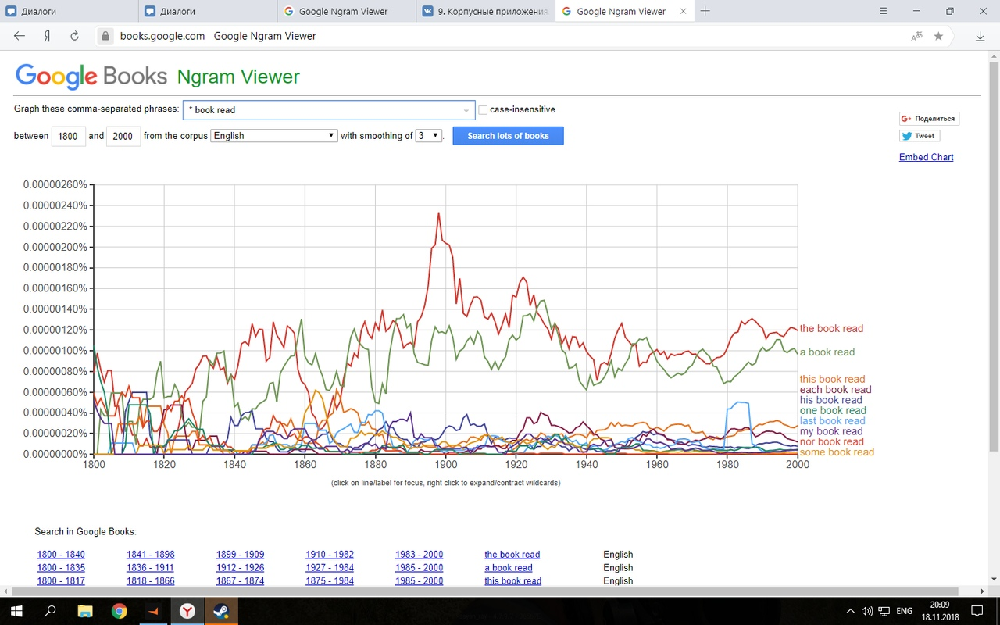 Диалоги
Диалоги
Google Ngram Viewer
9. Корпусные приложения
Google Ngram Viewer
books.google.com Google Ngram Viewer
Google Books Ngram Viewer
Graph these comma-separated phrases: * book read case-insensitive
between 1800 and 2000 from the corpus English with smoothing of 3 . Search lots of books
Поделиться
Tweet
Embed Chart
0.00000260%
0.00000240%
0.00000220%
0.00000200%
0.00000180%
0.00000160%
0.00000140%
0.00000120%
0.00000100%
0.00000080%
0.00000060%
0.00000040%
0.00000020%
0.00000000%
the book read
a book read
this book read
each book read
his book read
one book read
last book read
my book read
nor book read
some book read
1800 1820 1840 1860 1880 1900 1920 1940 1960 1980 2000
(click on line/label for focus, right click to expand/contract wildcards)
Search in Google Books:
1800 - 1840 1841 - 1898 1899 - 1909 1910 - 1982 1983 - 2000 the book read English
1800 - 1835 1836 - 1911 1912 - 1926 1927 - 1984 1985 - 2000 a book read English
1800 - 1817 1818 - 1866 1867 - 1874 1875 - 1984 1985 - 2000 this book read English
ENG
20:09
18.11.2018